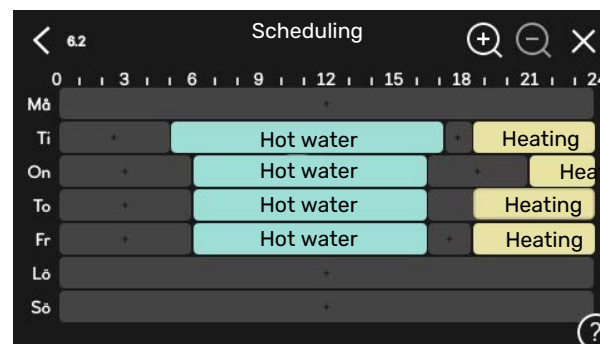 6.2 Scheduling
0 3 6 9 12 15 18 21 24
Må
Ti Hot water Heating
On Hot water Hea
To Hot water Heating
Fr Hot water Heating
Lö
Sö
?